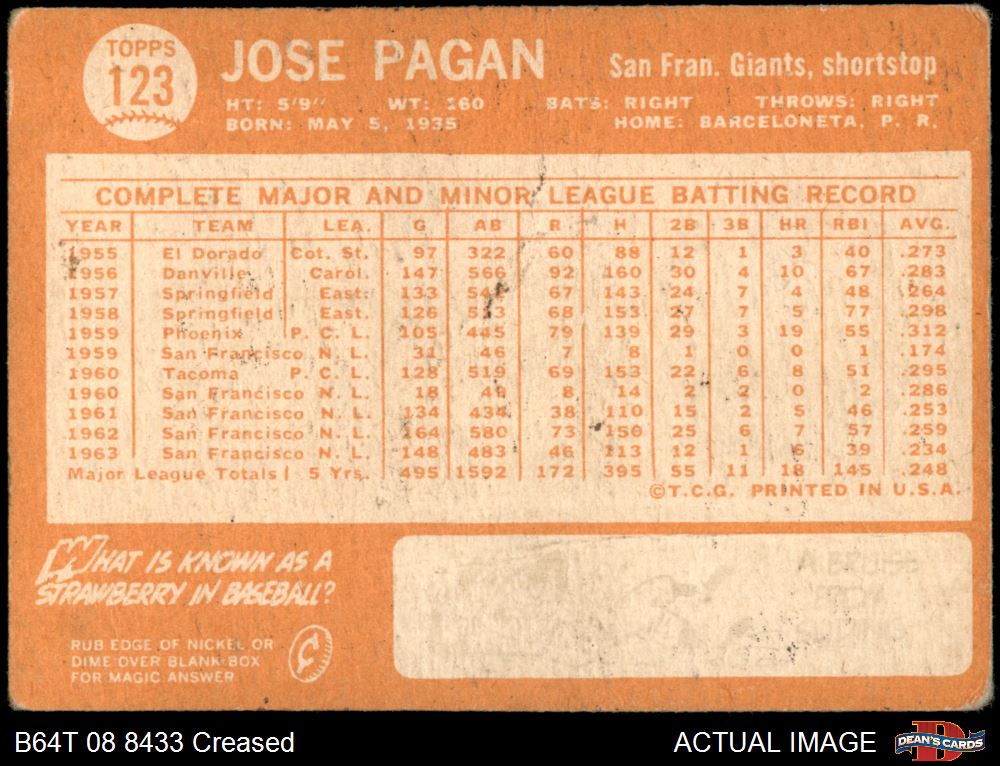 TOPPS
123
JOSE PAGAN
San Fran. Giants, shortstop
HT: 5'9" WT: 160 BATS: RIGHT THROWS: RIGHT
BORN: MAY 5, 1935 HOME: BARCELONETA, P. R.
COMPLETE MAJOR AND MINOR LEAGUE BATTING RECORD
YEAR TEAM LEA. G AB R H 2B 3B HR RBI AVG.
1955 El Dorado Cot. St. 97 322 60 88 12 1 3 40 .273
1956 Danville Carol. 147 566 92 160 30 4 10 67 .283
1957 Springfield East. 133 67 143 24 7 4 48 .264
1958 Springfield East. 126 513 68 153 27 7 5 77 .298
1959 Phoenix P. C. L. 105 445 79 139 29 3 19 55 .312
1959 San Francisco N. L. 31 46 7 8 1 0 0 1 .174
1960 Tacoma P. C. L. 128 519 69 153 22 6 8 51 .295
1960 San Francisco N. L. 18 49 8 14 2 2 0 2 .286
1961 San Francisco N. L. 134 434 38 110 15 2 5 46 .253
1962 San Francisco N. L. 164 580 73 150 25 6 7 57 .259
1963 San Francisco N. L. 148 483 46 113 12 1 6 39 .234
Major League Totals 5 Yrs. 495 1592 172 395 55 11 18 145 .248
©T.C.G. PRINTED IN U.S.A.
WHAT IS KNOWN AS A
STRAWBERRY IN BASEBALL?
RUB EDGE OF NICKEL OR
DIME OVER BLANK BOX
FOR MAGIC ANSWER
B64T 08 8433 Creased
ACTUAL IMAGE
DEAN'S CARDS